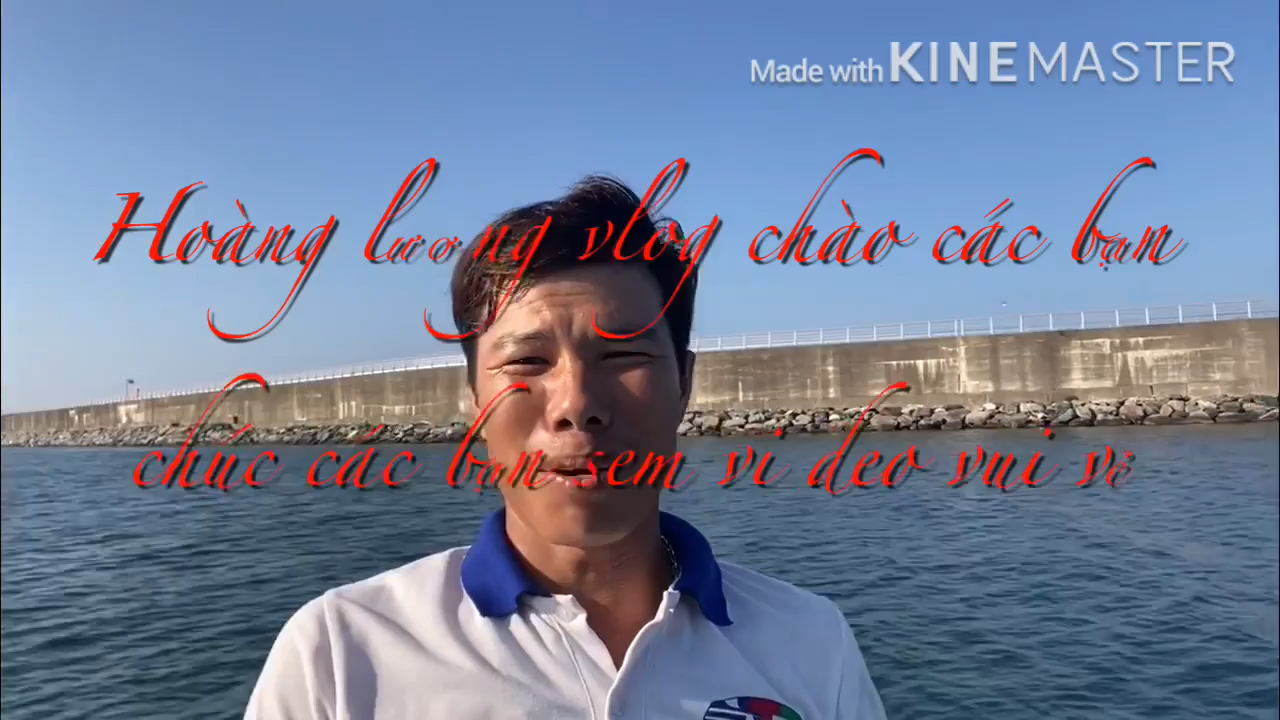 Made with KINEMASTER
Hoàng lương vlog chào các bạn
chúc các bạn sem vi deo vui vẻ